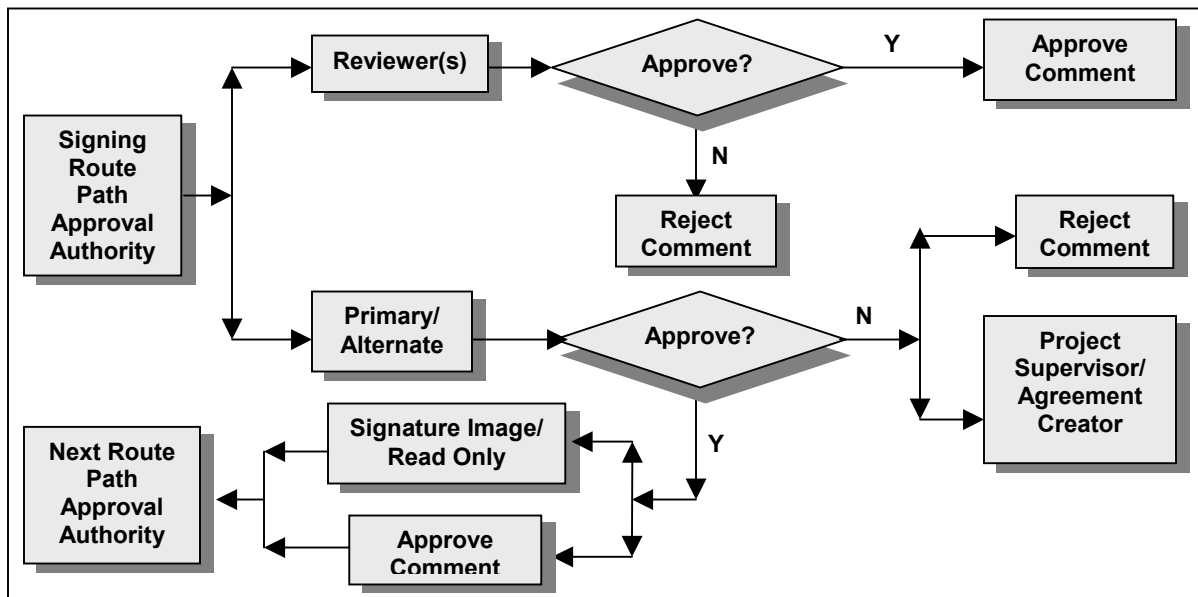 Reviewer(s)
Approve?
Y
Approve
Comment
Signing
Route
Path
Approval
Authority
N
Reject
Comment
Reject
Comment
Primary/
Alternate
Approve?
N
Project
Supervisor/
Agreement
Creator
Signature Image/
Read Only
Y
Next Route
Path
Approval
Authority
Approve
Comment